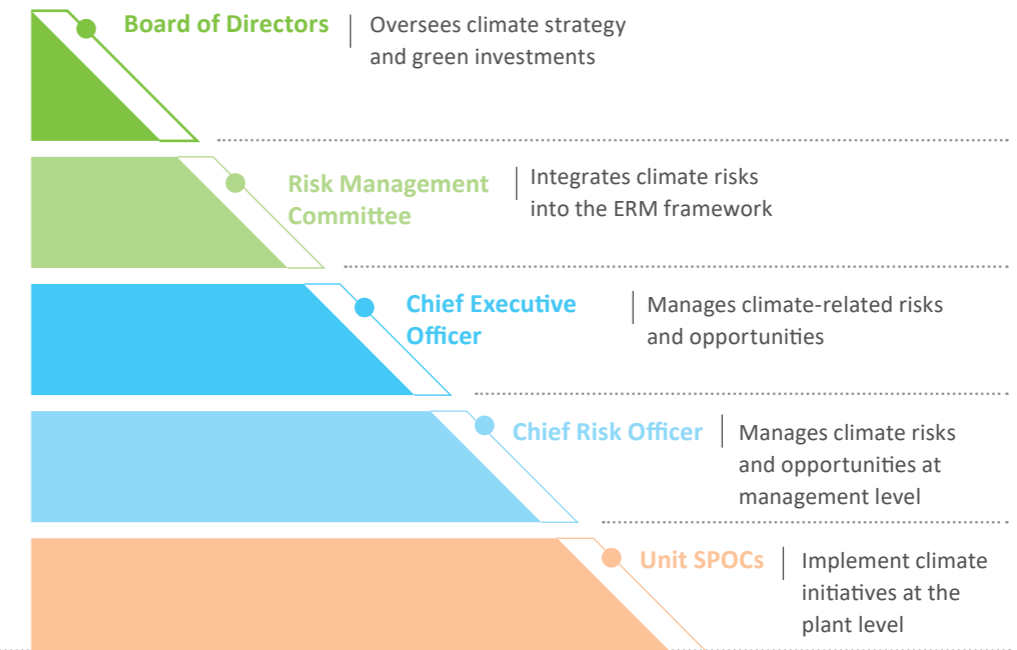 Board of Directors
Oversees climate strategy
and green investments
Risk Management
Committee
Integrates climate risks
into the ERM framework
Chief Executive
Officer
Manages climate-related risks
and opportunities
Chief Risk Officer
Manages climate risks
and opportunities at
management level
Unit SPOCs
Implement climate
initiatives at the
plant level